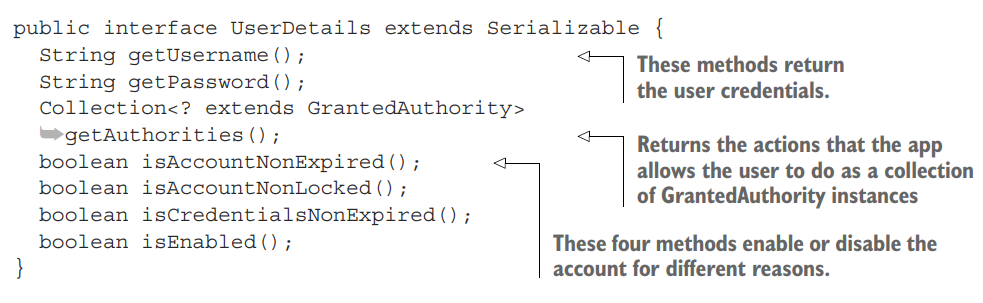 public interface UserDetails extends Serializable {
String getUsername();
String getPassword();
Collection<? extends GrantedAuthority>
➥getAuthorities();
boolean isAccountNonExpired();
boolean isAccountNonLocked();
boolean isCredentialsNonExpired();
boolean isEnabled();
}
These methods return
the user credentials.
Returns the actions that the app
allows the user to do as a collection
of GrantedAuthority instances
These four methods enable or disable the
account for different reasons.